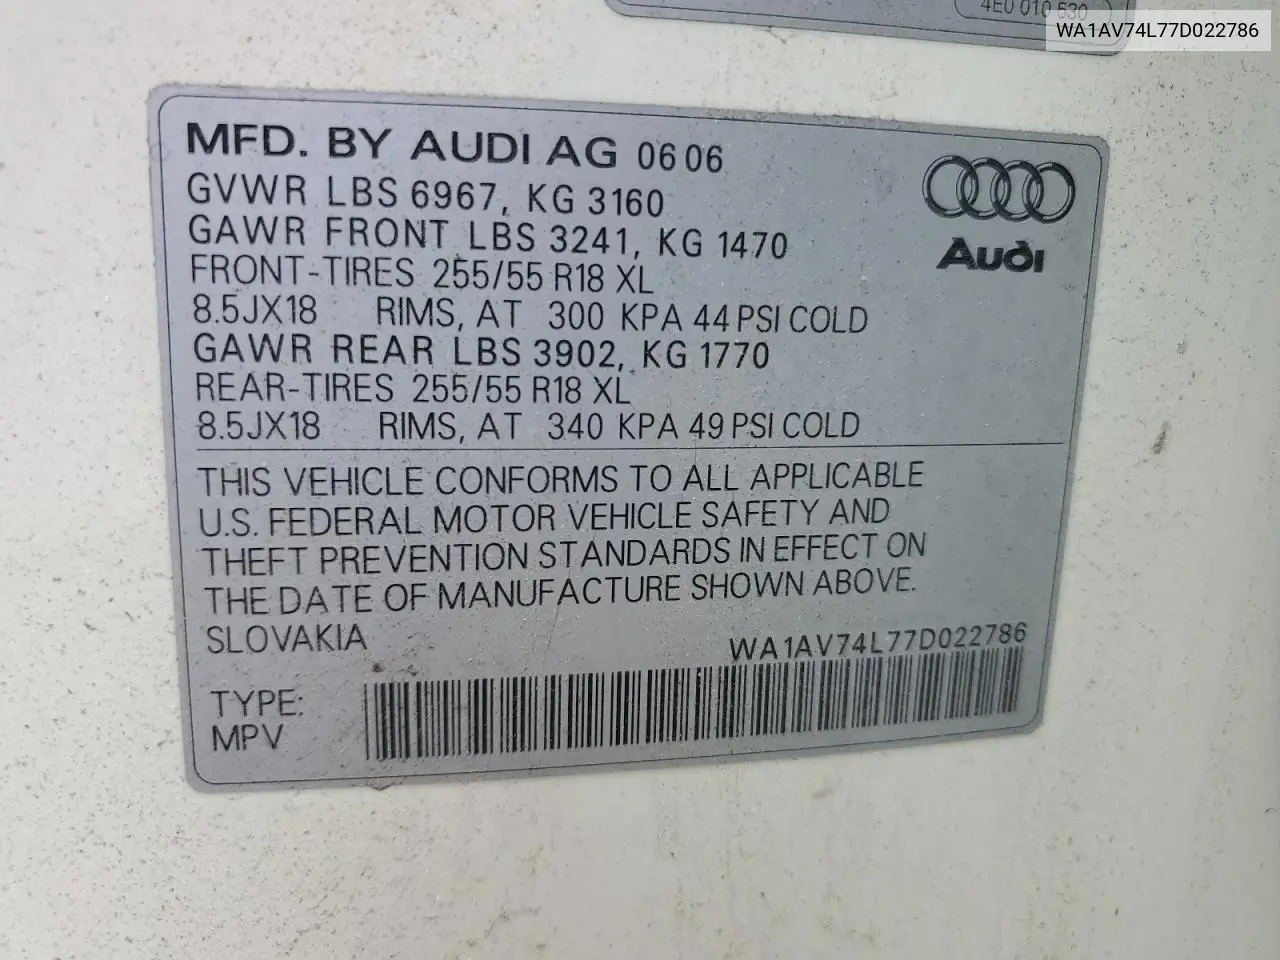 4E0 010 530
WA1AV74L77D022786
MFD. BY AUDI AG 06 06
GVWR LBS 6967, KG 3160
GAWR FRONT LBS 3241, KG 1470
FRONT-TIRES 255/55 R18 XL
8.5JX18 RIMS, AT 300 KPA 44 PSI COLD
GAWR REAR LBS 3902, KG 1770
REAR-TIRES 255/55 R18 XL
8.5JX18 RIMS, AT 340 KPA 49 PSI COLD
Audi
THIS VEHICLE CONFORMS TO ALL APPLICABLE
U.S. FEDERAL MOTOR VEHICLE SAFETY AND
THEFT PREVENTION STANDARDS IN EFFECT ON
THE DATE OF MANUFACTURE SHOWN ABOVE.
SLOVAKIA WA1AV74L77D022786
TYPE:
MPV